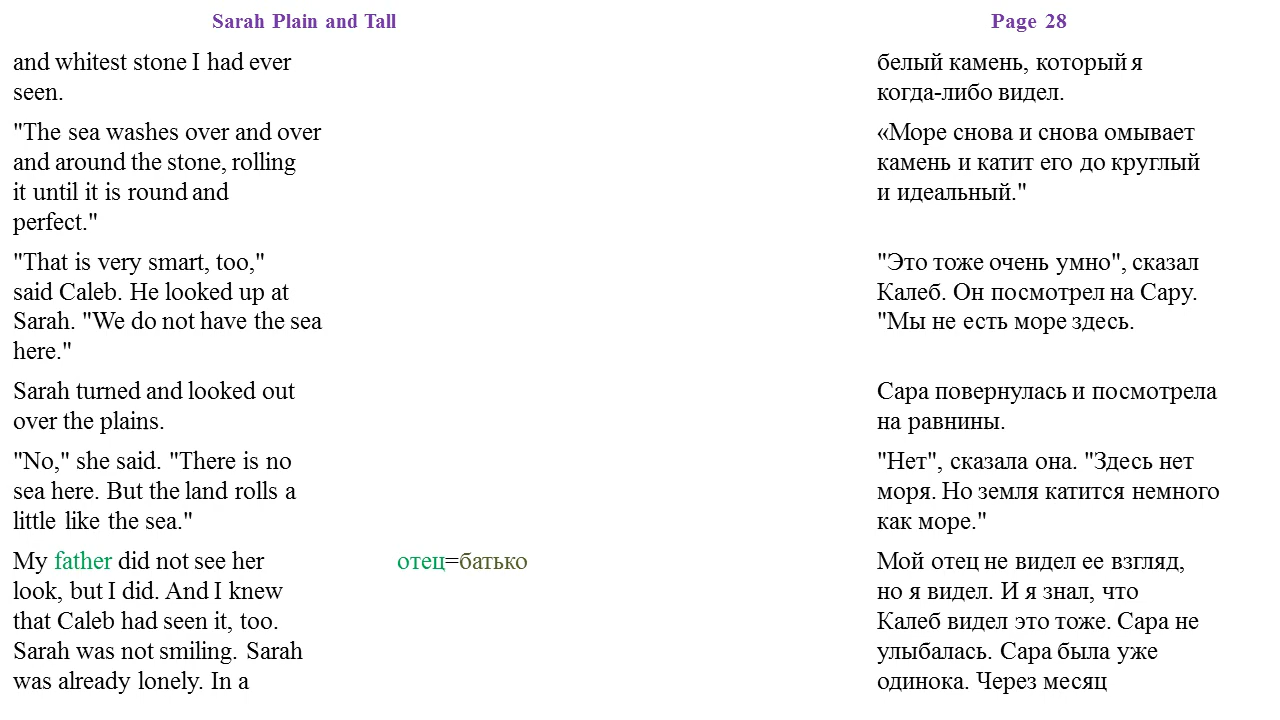 Sarah Plain and Tall
Page 28
and whitest stone I had ever
seen.
"The sea washes over and over
and around the stone, rolling
it until it is round and
perfect."
"That is very smart, too,"
said Caleb. He looked up at
Sarah. "We do not have the sea
here."
Sarah turned and looked out
over the plains.
"No," she said. "There is no
sea here. But the land rolls a
little like the sea."
My father did not see her
look, but I did. And I knew
that Caleb had seen it, too.
Sarah was not smiling. Sarah
was already lonely. In a
отец=батько
белый камень, который я
когда-либо видел.
«Море снова и снова омывает
камень и катит его до круглый
и идеальный."
"Это тоже очень умно", сказал
Калеб. Он посмотрел на Сару.
"Мы не есть море здесь.
Сара повернулась и посмотрела
на равнины.
"Нет", сказала она. "Здесь нет
моря. Но земля катится немного
как море."
Мой отец не видел ее взгляд,
но я видел. И я знал, что
Калеб видел это тоже. Сара не
улыбалась. Сара была уже
одинока. Через месяц